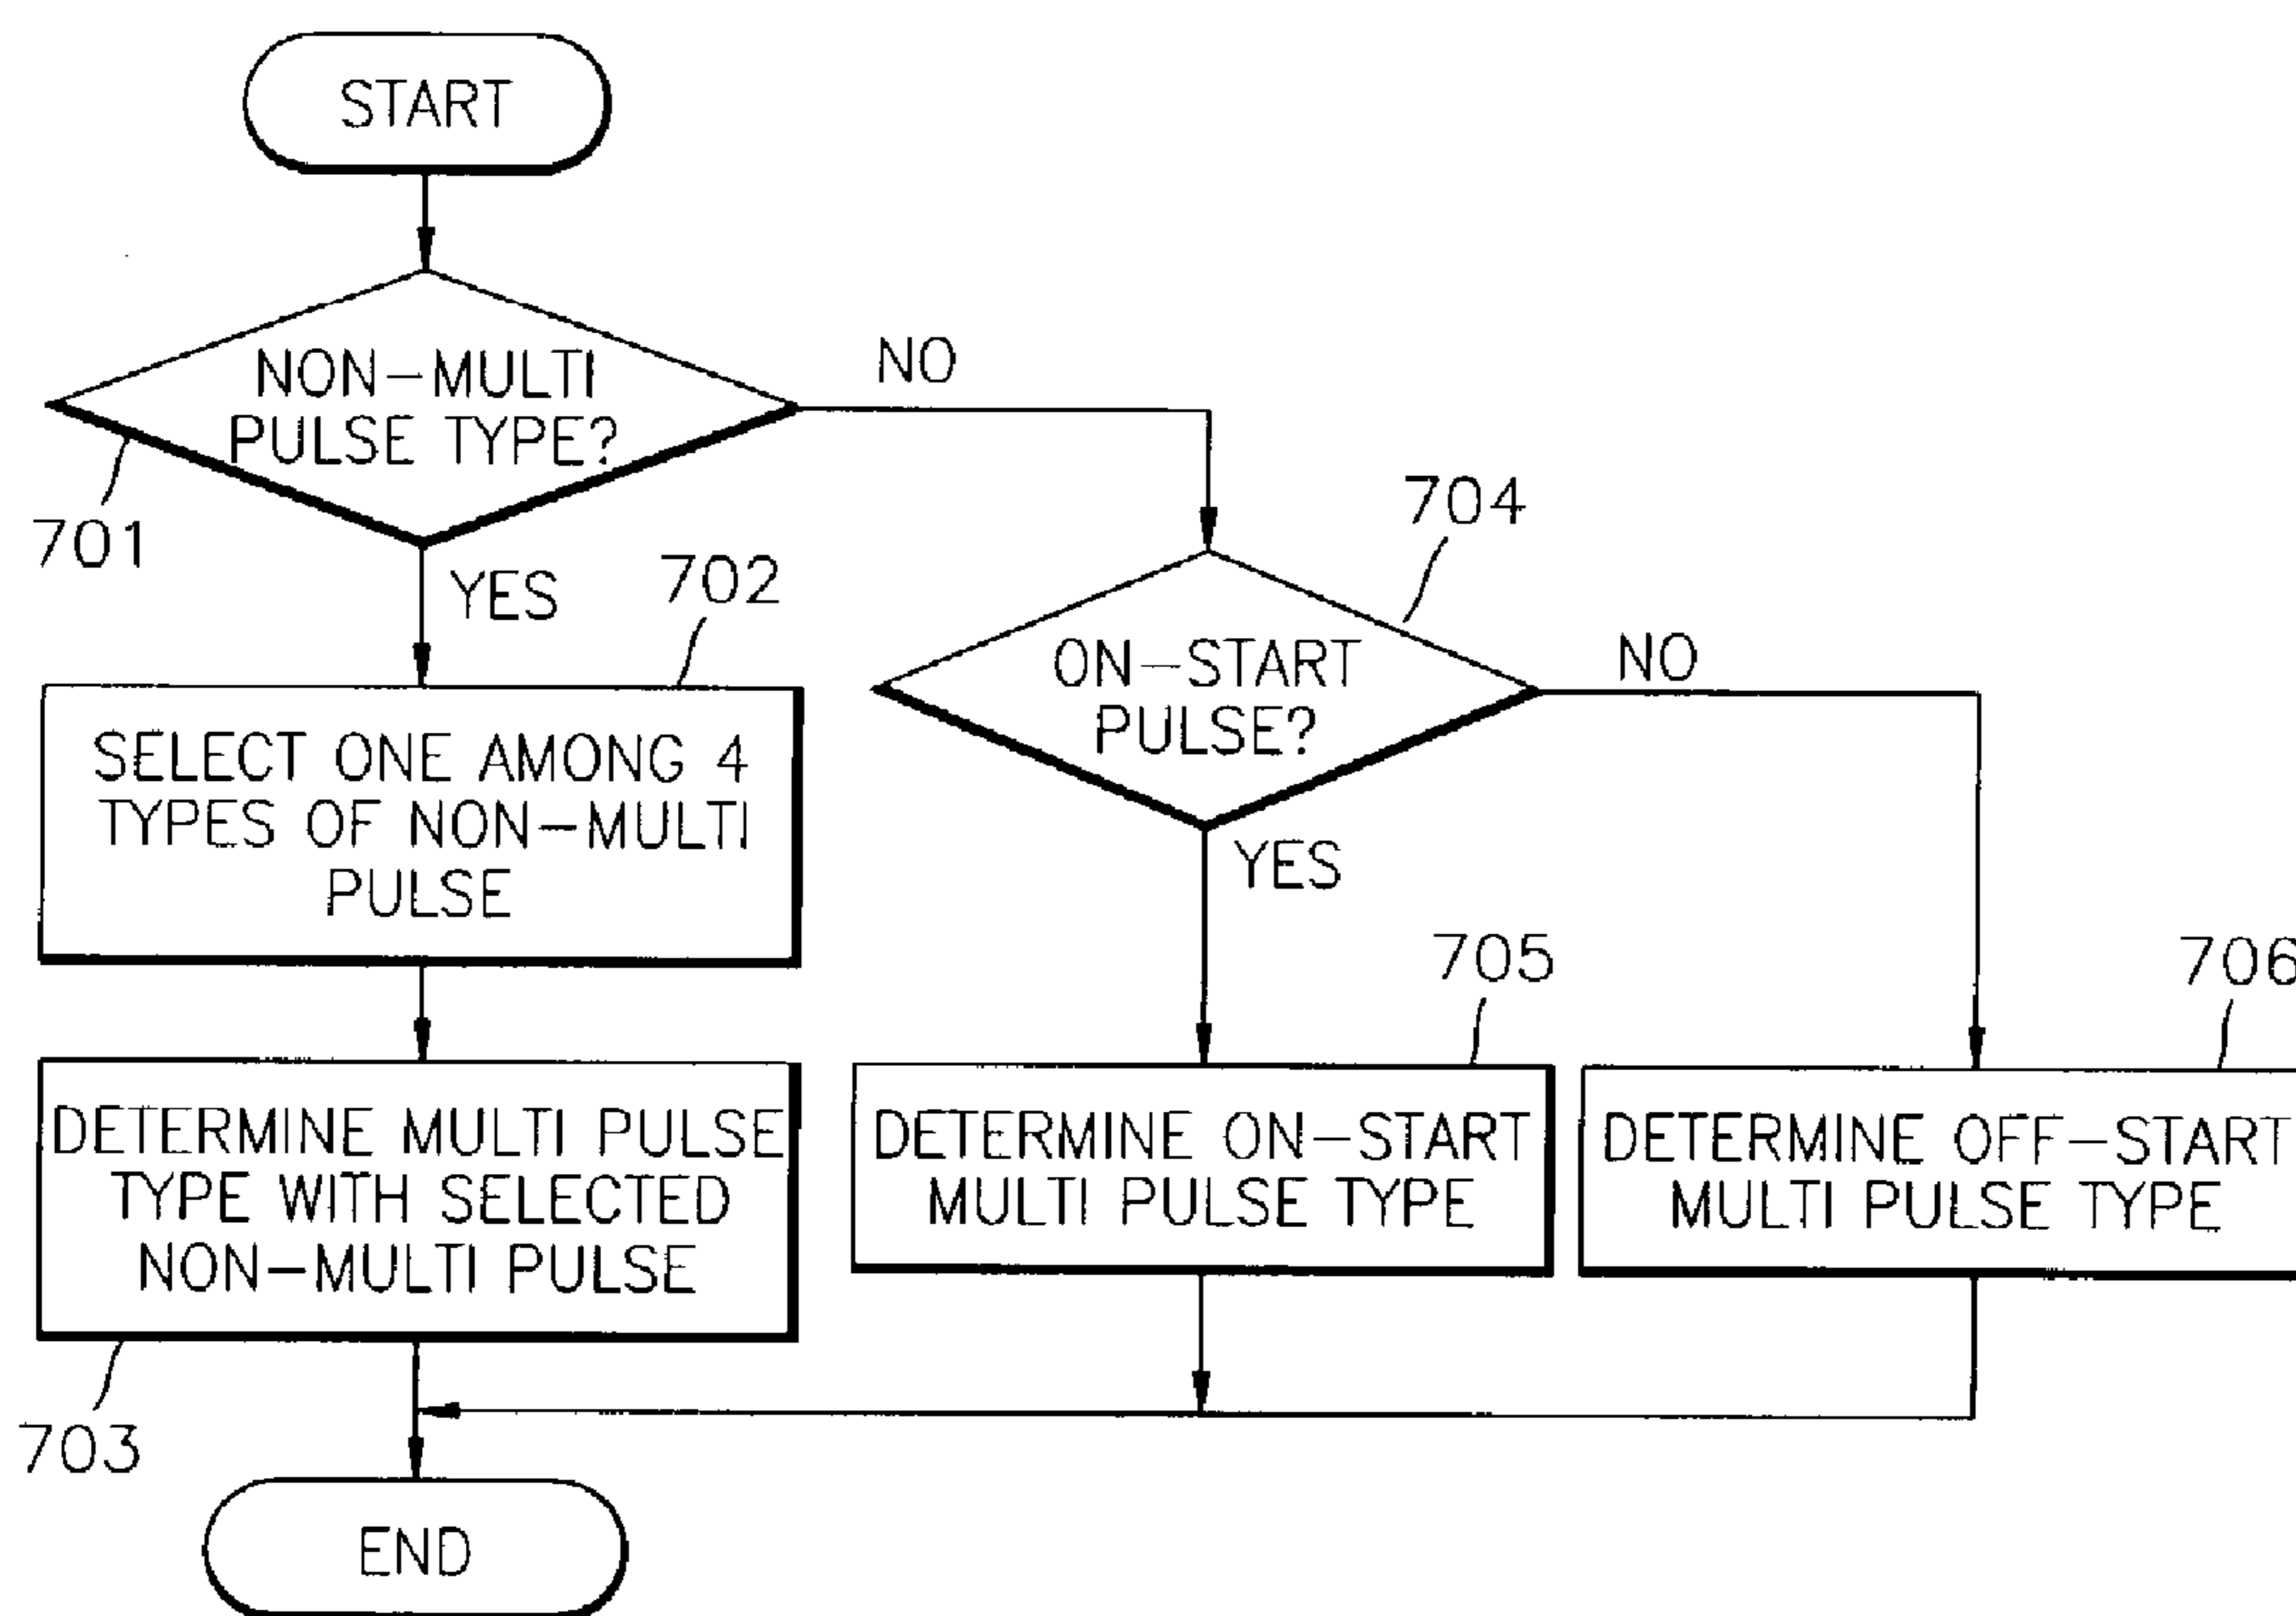 START
NON-MULTI
PULSE TYPE?
NO
701
YES
702
704
ON-START
PULSE?
NO
SELECT ONE AMONG 4
TYPES OF NON-MULTI
PULSE
YES
705
706
DETERMINE MULTI PULSE
TYPE WITH SELECTED
NON-MULTI PULSE
DETERMINE ON-START
MULTI PULSE TYPE
DETERMINE OFF-START
MULTI PULSE TYPE
703
END